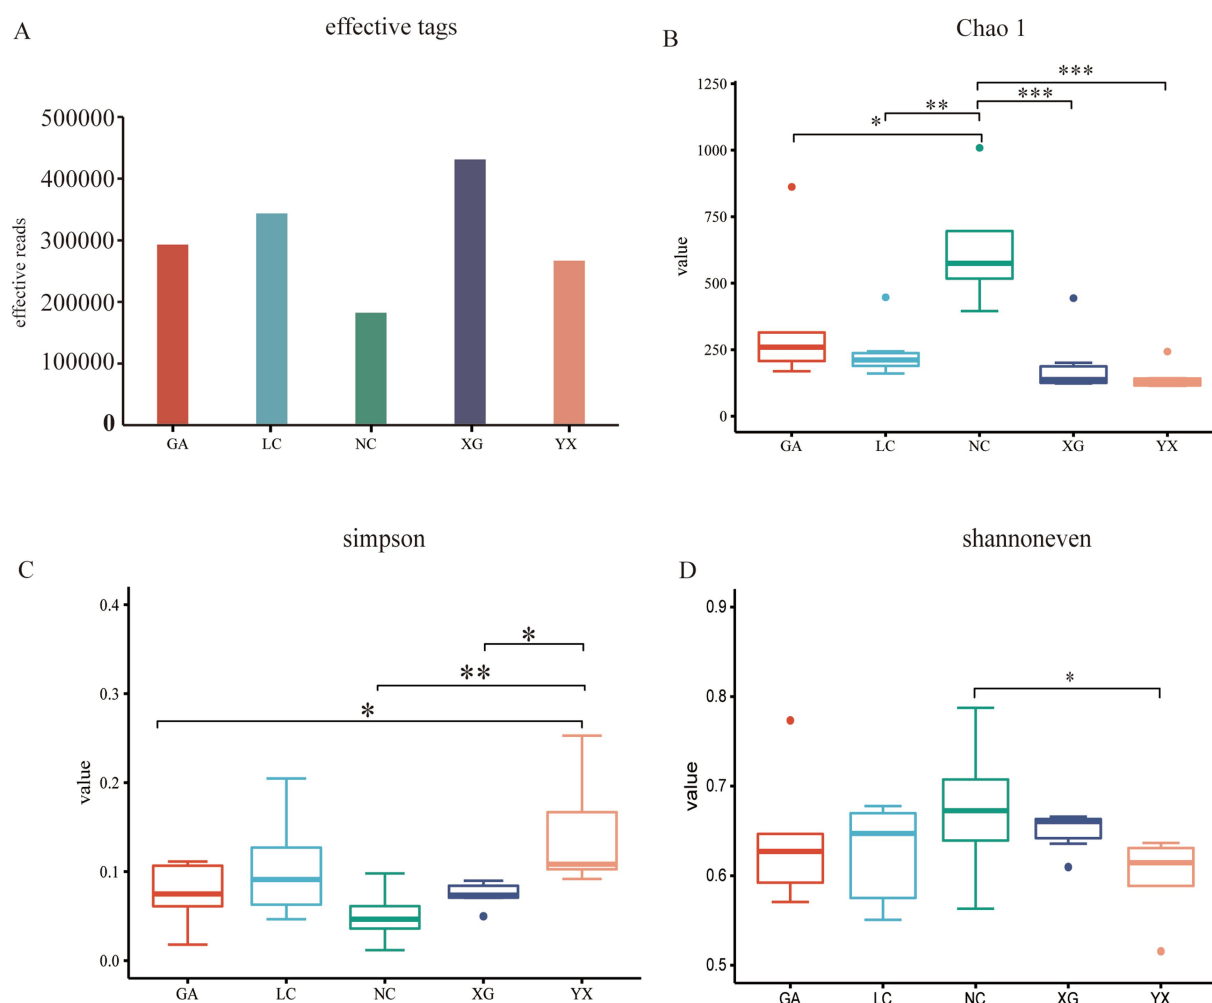 A
effective tags
500000
400000
300000
200000
100000
0
effective reads
GA LC NC XG YX
B
Chao 1
1250
1000
750
500
250
0
value
***
** ***
*
GA LC NC XG YX
C
simpson
0.4
0.3
0.2
0.1
0.0
value
*
**
*
GA LC NC XG YX
D
shannoneven
0.9
0.8
0.7
0.6
0.5
value
*
GA LC NC XG YX